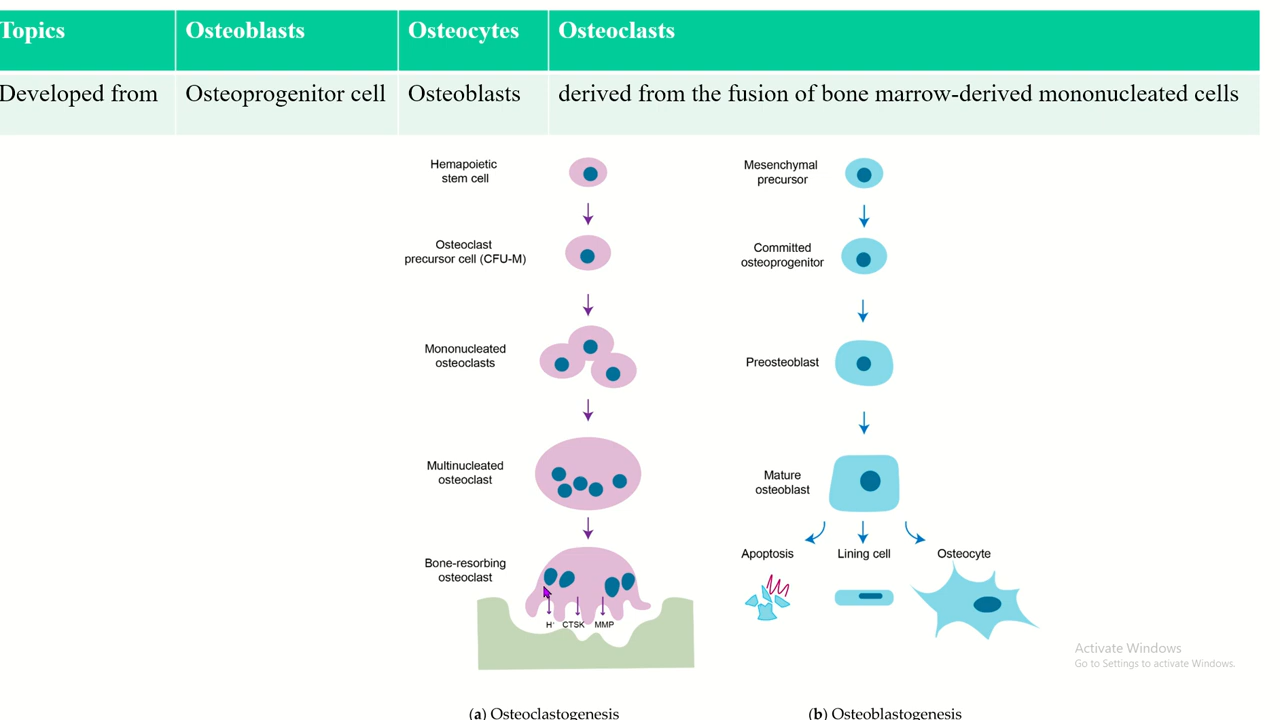 Topics Osteoblasts Osteocytes Osteoclasts
Developed from Osteoprogenitor cell Osteoblasts derived from the fusion of bone marrow-derived mononucleated cells
Hemapoietic
stem cell
Osteoclast
precursor cell (CFU-M)
Mononucleated
osteoclasts
Multinucleated
osteoclast
Bone-resorbing
osteoclast
H+ CTSK MMP
(a) Osteoclastogenesis
Mesenchymal
precursor
Committed
osteoprogenitor
Preosteoblast
Mature
osteoblast
Apoptosis Lining cell Osteocyte
(b) Osteoblastogenesis
Activate Windows
Go to Settings to activate Windows.